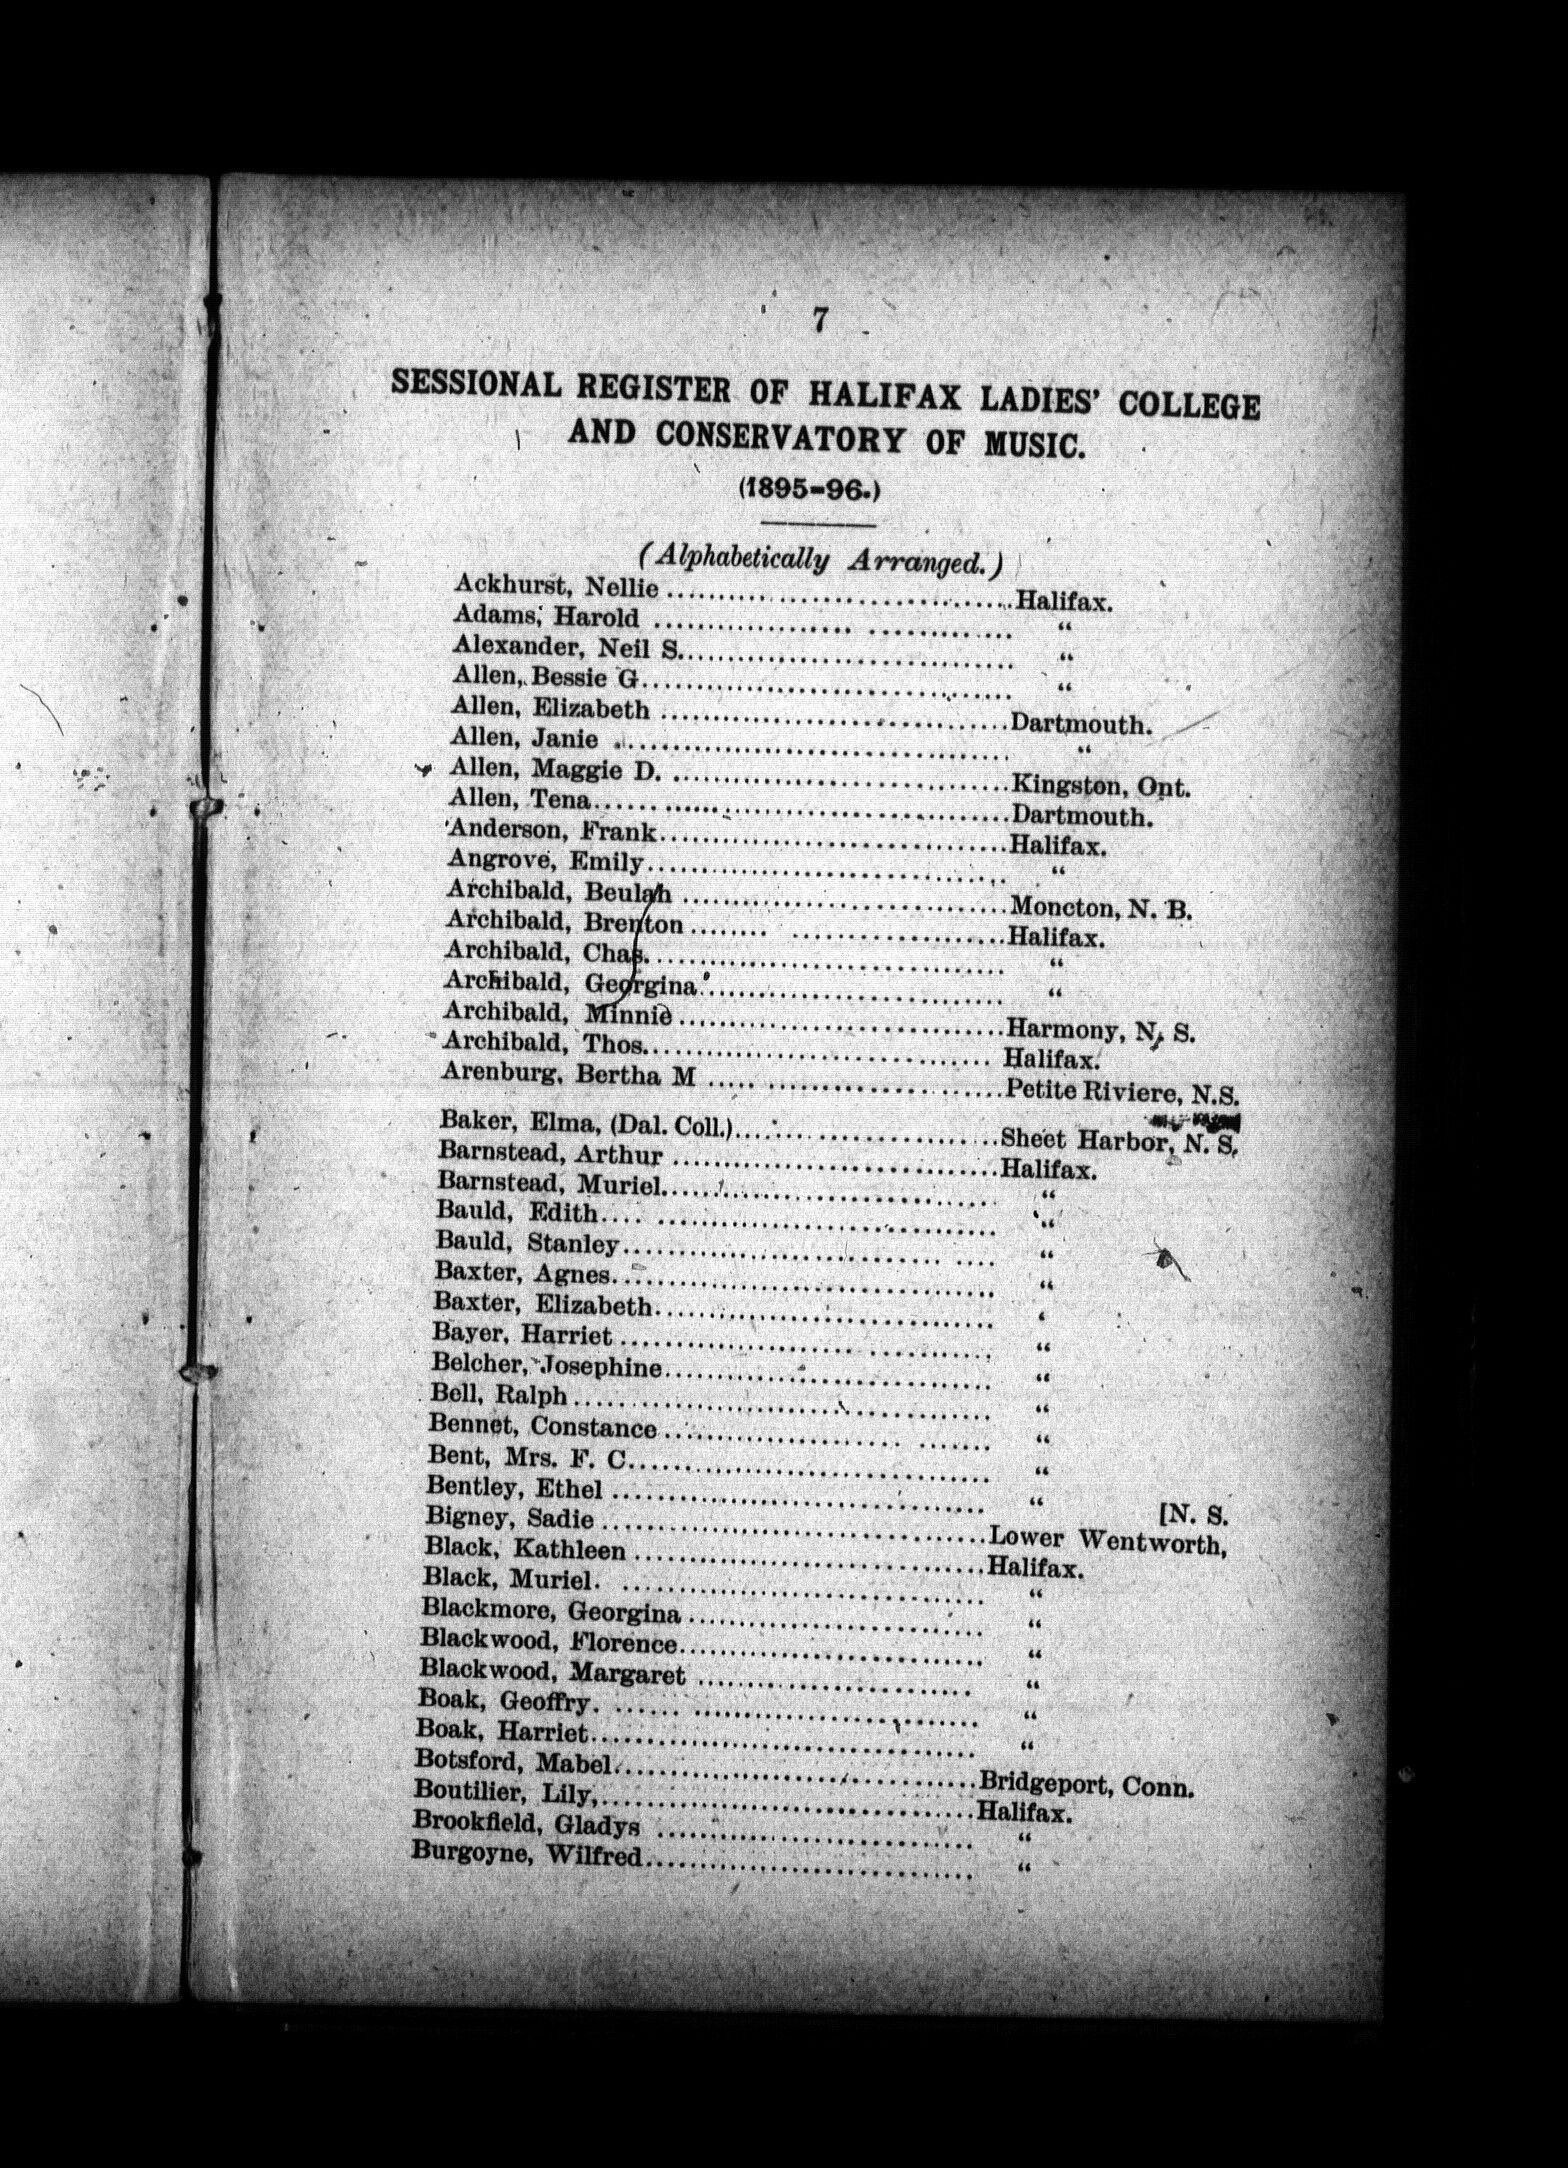 7
SESSIONAL REGISTER OF HALIFAX LADIES' COLLEGE
AND CONSERVATORY OF MUSIC.
(1895-96.)
(Alphabetically Arranged.)
Ackhurst, Nellie ........ Halifax.
Adams, Harold ........ "
Alexander, Neil S. ........ "
Allen, Bessie G. ........ "
Allen, Elizabeth ........ Dartmouth.
Allen, Janie ........ "
Allen, Maggie D. ........ Kingston, Ont.
Allen, Tena ........ Dartmouth.
Anderson, Frank ........ Halifax.
Angrove, Emily ........ "
Archibald, Beulah ........ Moncton, N. B.
Archibald, Brenton ........ Halifax.
Archibald, Chas. ........ "
Archibald, Georgina ........ "
Archibald, Minnie ........ Harmony, N. S.
Archibald, Thos. ........ Halifax.
Arenburg, Bertha M ........ Petite Riviere, N.S.
Baker, Elma, (Dal. Coll.) ........ Sheet Harbor, N. S.
Barnstead, Arthur ........ Halifax.
Barnstead, Muriel ........ "
Bauld, Edith ........ "
Bauld, Stanley ........ "
Baxter, Agnes ........ "
Baxter, Elizabeth ........ "
Bayer, Harriet ........ "
Belcher, Josephine ........ "
Bell, Ralph ........ "
Bennet, Constance ........ "
Bent, Mrs. F. C. ........ "
Bentley, Ethel ........ " [N. S.
Bigney, Sadie ........ Lower Wentworth,
Black, Kathleen ........ Halifax.
Black, Muriel. ........ "
Blackmore, Georgina ........ "
Blackwood, Florence ........ "
Blackwood, Margaret ........ "
Boak, Geoffry. ........ "
Boak, Harriet ........ "
Botsford, Mabel ........ Bridgeport, Conn.
Boutilier, Lily, ........ Halifax.
Brookfield, Gladys ........ "
Burgoyne, Wilfred ........ "